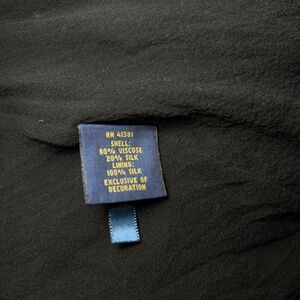 RN 41381
SHELL:
80% VISCOSE
20% SILK
LINING:
100% SILK
EXCLUSIVE OF
DECORATION